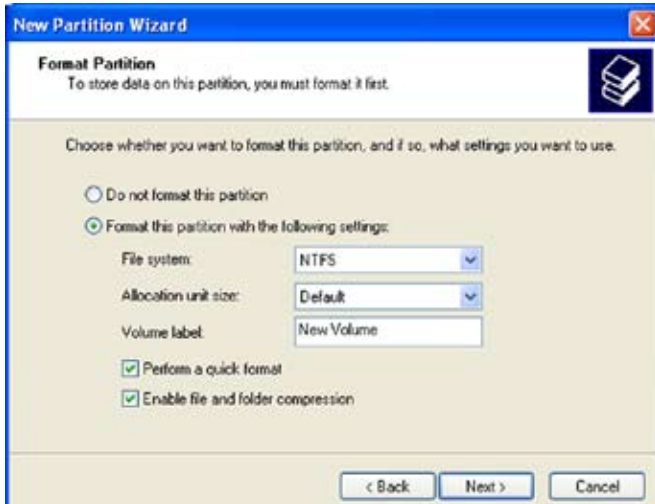 New Partition Wizard
Format Partition
To store data on this partition, you must format it first.
Choose whether you want to format this partition, and if so, what settings you want to use.
Do not format this partition
Format this partition with the following settings:
File system: NTFS
Allocation unit size: Default
Volume label: New Volume
Perform a quick format
Enable file and folder compression
< Back Next > Cancel